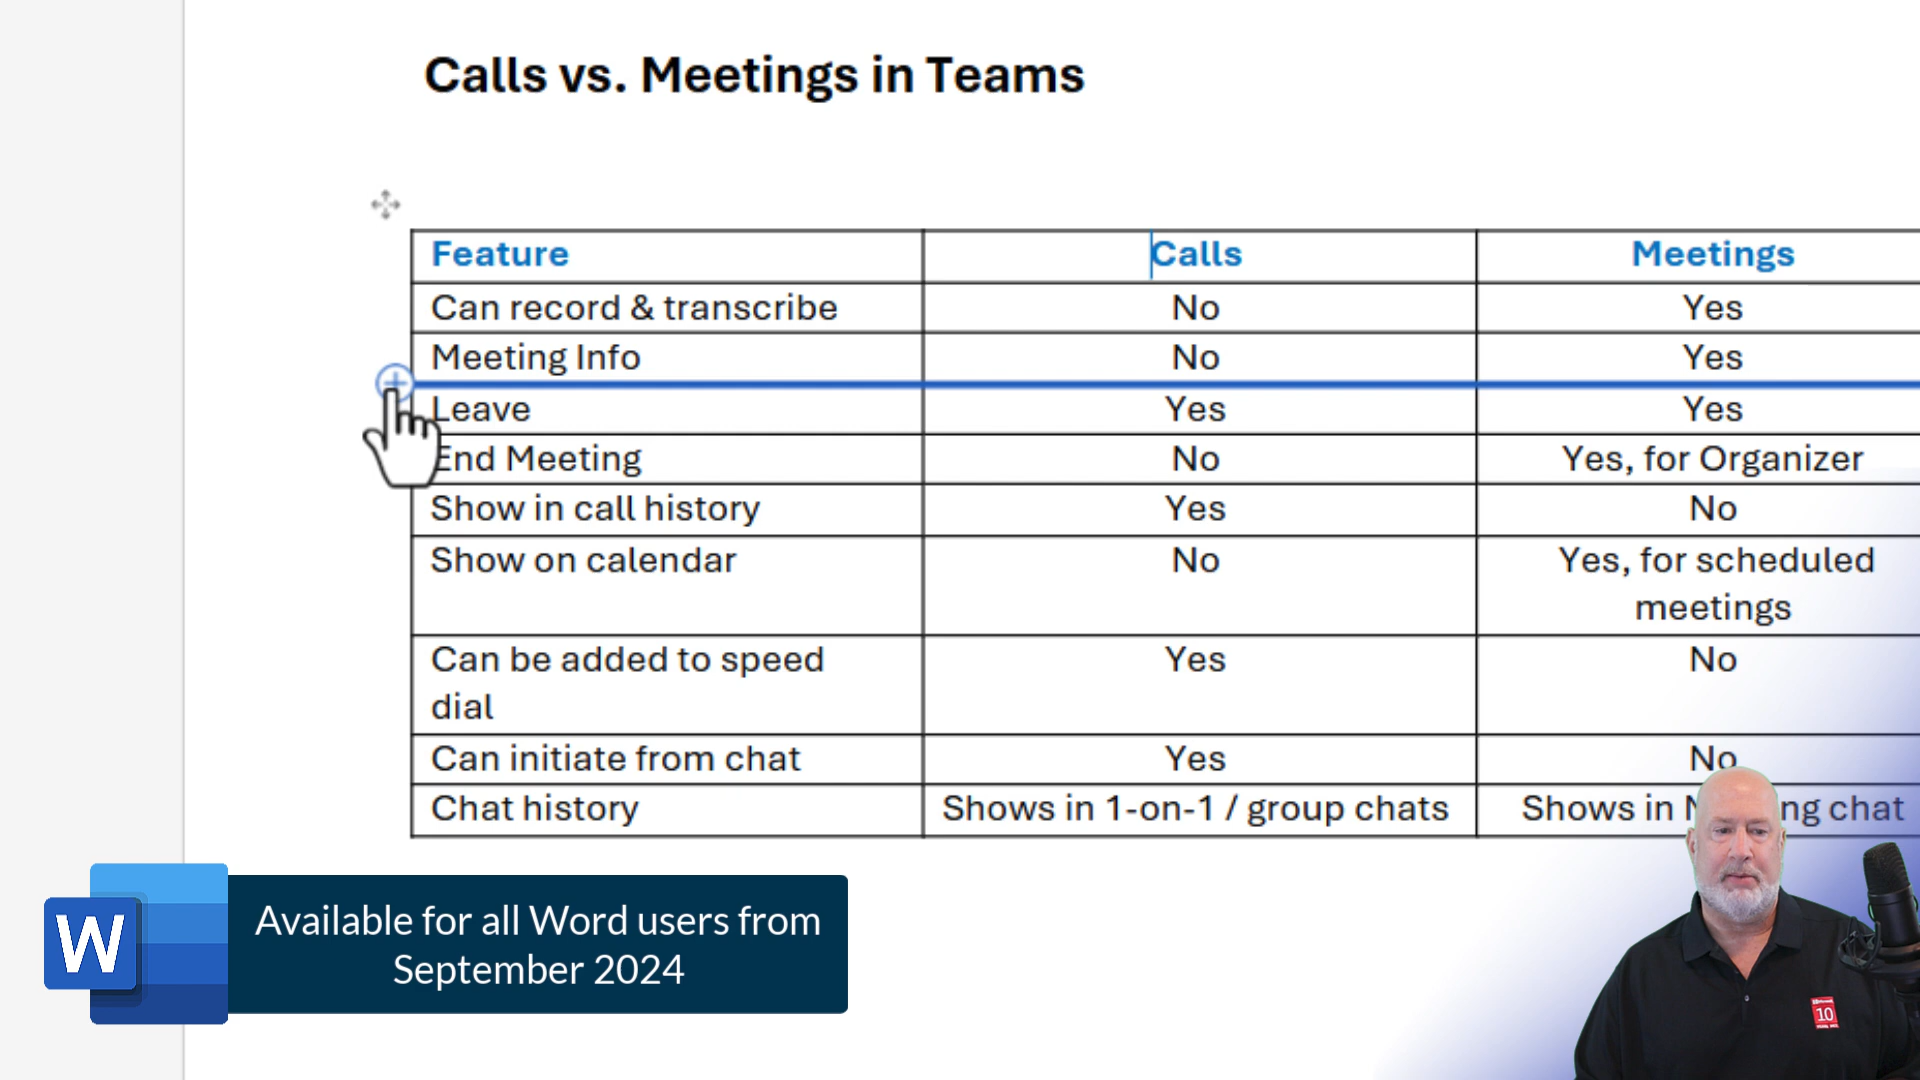 Calls vs. Meetings in Teams
Feature Calls Meetings
Can record & transcribe No Yes
Meeting Info No Yes
Leave Yes Yes
End Meeting No Yes, for Organizer
Show in call history Yes No
Show on calendar No Yes, for scheduled
meetings
Can be added to speed Yes No
dial
Can initiate from chat Yes No
Chat history Shows in 1-on-1 / group chats Shows in chat
W
Available for all Word users from
September 2024
10